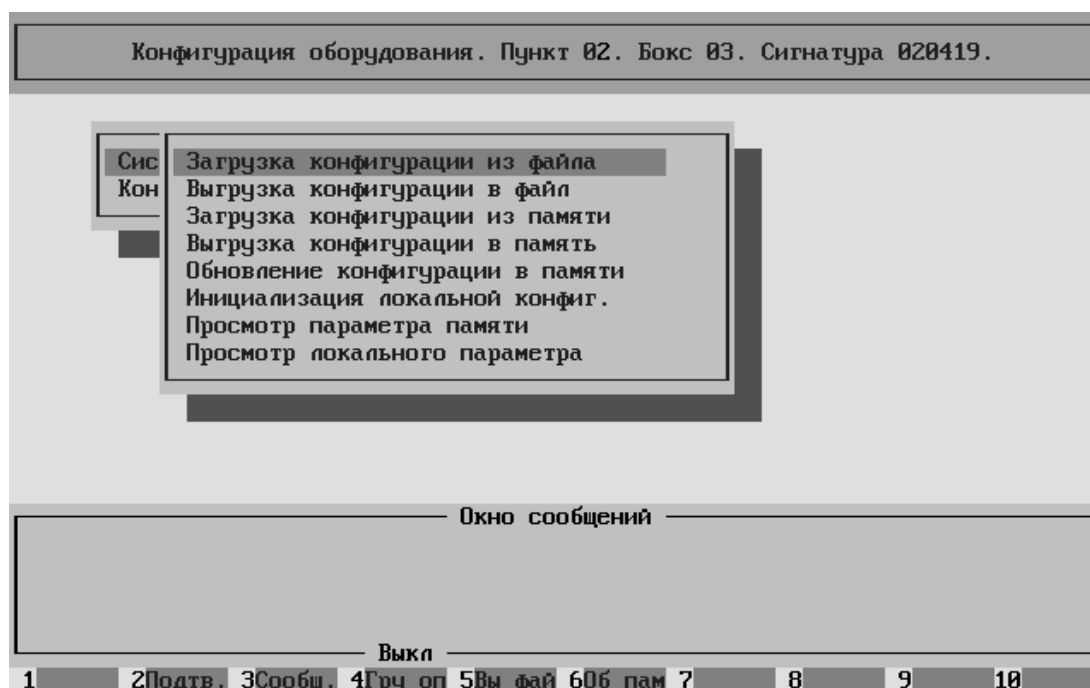 Конфигурация оборудования. Пункт 02. Бокс 03. Сигнатура 020419.
Сис
Кон
Загрузка конфигурации из файла
Выгрузка конфигурации в файл
Загрузка конфигурации из памяти
Выгрузка конфигурации в память
Обновление конфигурации в памяти
Инициализация локальной конфиг.
Просмотр параметра памяти
Просмотр локального параметра
Окно сообщений
Выкл
1 2Подтв. 3Сообщ. 4Гру оп 5Вы фай 6Об пам 7 8 9 10